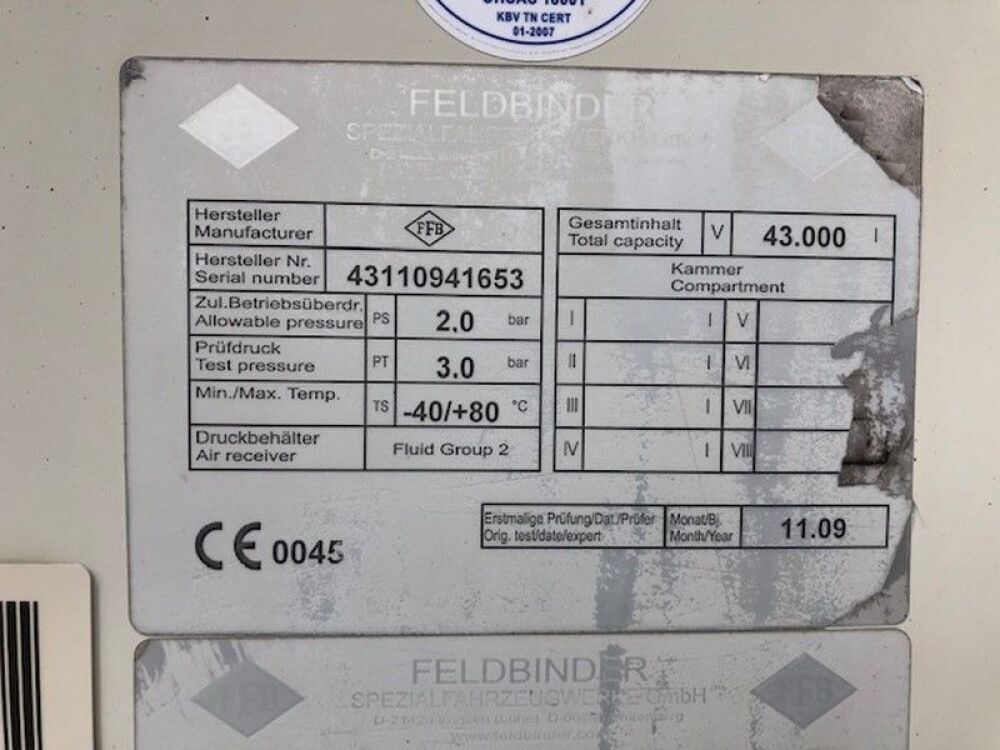 KBV TN CERT
01-2007
FELDBINDER
Hersteller
Manufacturer
FFB
Hersteller Nr.
Serial number
43110941653
Zul.Betriebsüberdr.
Allowable pressure
PS
2.0
bar
Prüfdruck
Test pressure
PT
3.0
bar
Min./Max. Temp.
TS
-40/+80
°C
Druckbehälter
Air receiver
Fluid Group 2
Gesamtinhalt
Total capacity
V
43.000
l
Kammer
Compartment
I l V
II l VI
III l VII
IV l VIII
CE 0045
Erstmalige Prüfung/Dat./Prüfer
Orig. test/date/expert
Monat/Bj.
Month/Year
11.09
FFB
FELDBINDER
FFB
SPEZIALFAHRZEUGWERKE GmbH